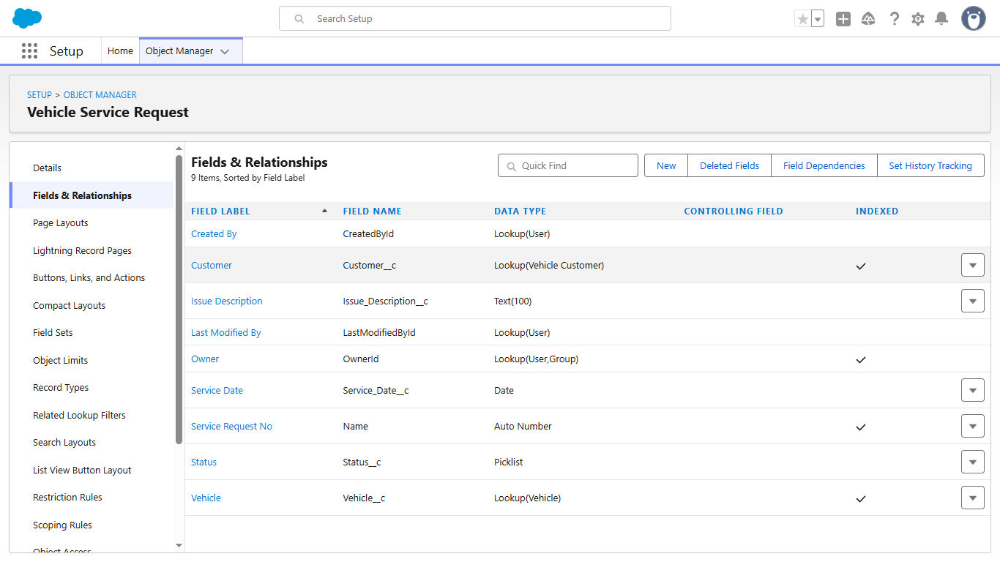 Search Setup
Setup
Home
Object Manager
SETUP > OBJECT MANAGER
Vehicle Service Request
Details
Fields & Relationships
Page Layouts
Lightning Record Pages
Buttons, Links, and Actions
Compact Layouts
Field Sets
Object Limits
Record Types
Related Lookup Filters
Search Layouts
List View Button Layout
Restriction Rules
Scoping Rules
Object Access
Fields & Relationships
9 Items, Sorted by Field Label
Quick Find
New
Deleted Fields
Field Dependencies
Set History Tracking
FIELD LABEL FIELD NAME DATA TYPE CONTROLLING FIELD INDEXED
Created By CreatedById Lookup(User)
Customer Customer__c Lookup(Vehicle Customer)
Issue Description Issue_Description__c Text(100)
Last Modified By LastModifiedById Lookup(User)
Owner OwnerId Lookup(User,Group)
Service Date Service_Date__c Date
Service Request No Name Auto Number
Status Status__c Picklist
Vehicle Vehicle__c Lookup(Vehicle)